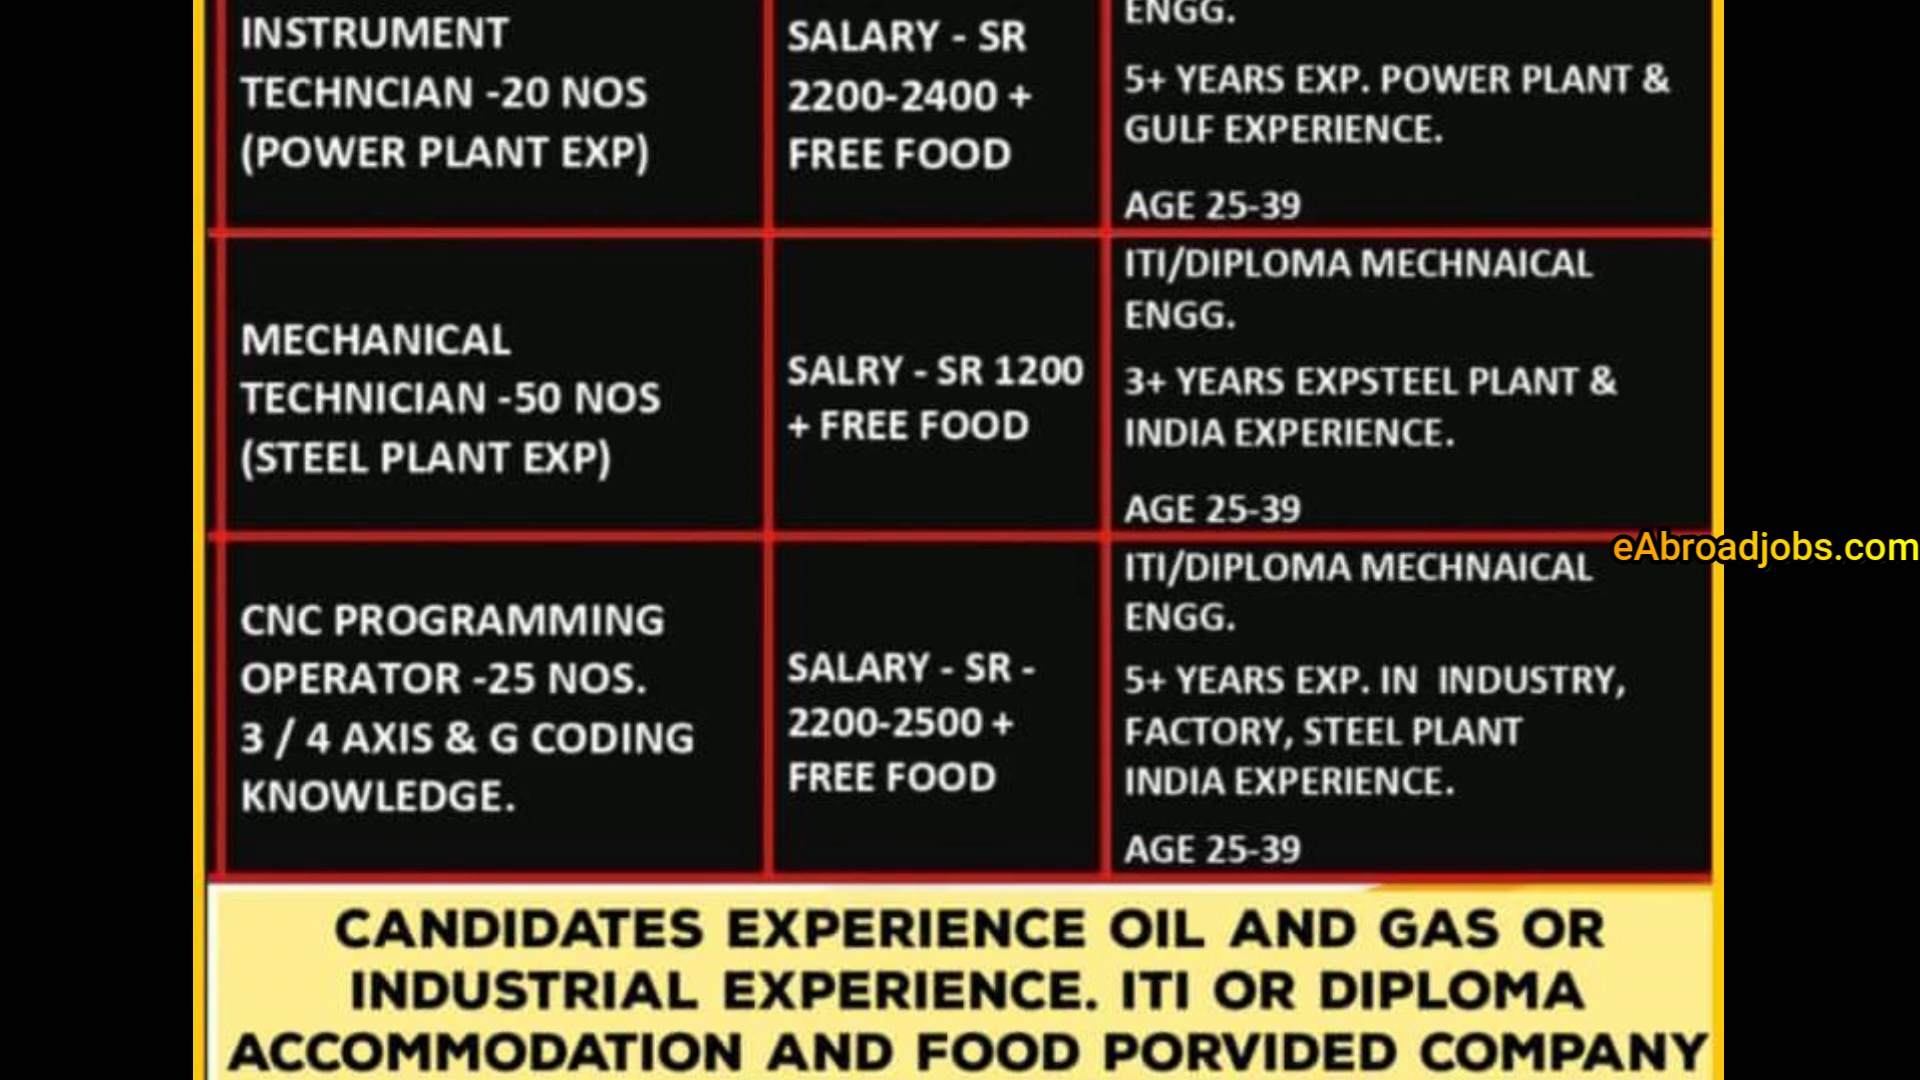 INSTRUMENT
TECHNCIAN -20 NOS
(POWER PLANT EXP)
SALARY - SR
2200-2400 +
FREE FOOD
ENGG.
5+ YEARS EXP. POWER PLANT &
GULF EXPERIENCE.
AGE 25-39
MECHANICAL
TECHNICIAN -50 NOS
(STEEL PLANT EXP)
SALRY - SR 1200
+ FREE FOOD
ITI/DIPLOMA MECHNAICAL
ENGG.
3+ YEARS EXPSTEEL PLANT &
INDIA EXPERIENCE.
AGE 25-39
eAbroadjobs.com
CNC PROGRAMMING
OPERATOR -25 NOS.
3 / 4 AXIS & G CODING
KNOWLEDGE.
SALARY - SR -
2200-2500 +
FREE FOOD
ITI/DIPLOMA MECHNAICAL
ENGG.
5+ YEARS EXP. IN INDUSTRY,
FACTORY, STEEL PLANT
INDIA EXPERIENCE.
AGE 25-39
CANDIDATES EXPERIENCE OIL AND GAS OR
INDUSTRIAL EXPERIENCE. ITI OR DIPLOMA
ACCOMMODATION AND FOOD PORVIDED COMPANY